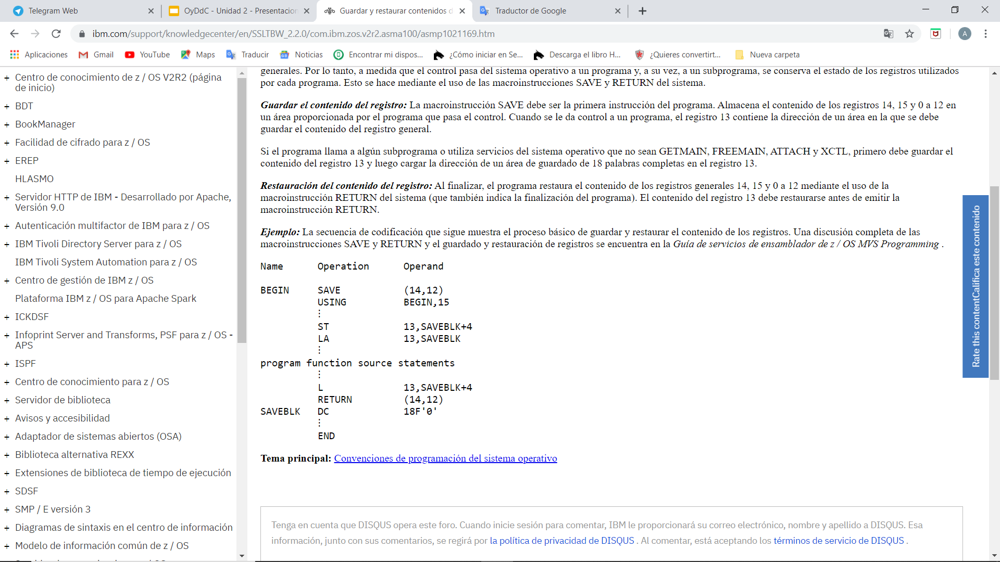 Telegram Web
OyDdC - Unidad 2 - Presentacion
Guardar y restaurar contenidos d
Traductor de Google
ibm.com/support/knowledgecenter/en/SSLTBW_2.2.0/com.ibm.zos.v2r2.asma100/asmp1021169.htm
A
Aplicaciones
Gmail
YouTube
Maps
Traducir
Noticias
Encontrar mi dispos...
¿Cómo iniciar en Se...
Descarga el libro H...
¿Quieres convertirt...
Nueva carpeta
+ Centro de conocimiento de z / OS V2R2 (página
de inicio)
+ BDT
+ BookManager
+ Facilidad de cifrado para z / OS
+ EREP
HLASMO
+ Servidor HTTP de IBM - Desarrollado por Apache,
Versión 9.0
+ Autenticación multifactor de IBM para z / OS
+ IBM Tivoli Directory Server para z / OS
IBM Tivoli System Automation para z / OS
+ Centro de gestión de IBM z / OS
Plataforma IBM z / OS para Apache Spark
+ ICKDSF
+ Infoprint Server and Transforms, PSF para z / OS -
APS
+ ISPF
+ Centro de conocimiento para z / OS
+ Servidor de biblioteca
+ Avisos y accesibilidad
+ Adaptador de sistemas abiertos (OSA)
+ Biblioteca alternativa REXX
+ Extensiones de biblioteca de tiempo de ejecución
+ SDSF
+ SMP / E versión 3
+ Diagramas de sintaxis en el centro de información
+ Modelo de información común de z / OS
generales. Por lo tanto, a medida que el control pasa del sistema operativo a un programa y, a su vez, a un subprograma, se conserva el estado de los registros utilizados
por cada programa. Esto se hace mediante el uso de las macroinstrucciones SAVE y RETURN del sistema.
Guardar el contenido del registro: La macroinstrucción SAVE debe ser la primera instrucción del programa. Almacena el contenido de los registros 14, 15 y 0 a 12 en
un área proporcionada por el programa que pasa el control. Cuando se le da control a un programa, el registro 13 contiene la dirección de un área en la que se debe
guardar el contenido del registro general.
Si el programa llama a algún subprograma o utiliza servicios del sistema operativo que no sean GETMAIN, FREEMAIN, ATTACH y XCTL, primero debe guardar el
contenido del registro 13 y luego cargar la dirección de un área de guardado de 18 palabras completas en el registro 13.
Restauración del contenido del registro: Al finalizar, el programa restaura el contenido de los registros generales 14, 15 y 0 a 12 mediante el uso de la
macroinstrucción RETURN del sistema (que también indica la finalización del programa). El contenido del registro 13 debe restaurarse antes de emitir la
macroinstrucción RETURN.
Ejemplo: La secuencia de codificación que sigue muestra el proceso básico de guardar y restaurar el contenido de los registros. Una discusión completa de las
macroinstrucciones SAVE y RETURN y el guardado y restauración de registros se encuentra en la Guía de servicios de ensamblador de z / OS MVS Programming .
Name Operation Operand
BEGIN SAVE (14,12)
USING BEGIN,15
⋮
ST 13,SAVEBLK+4
LA 13,SAVEBLK
⋮
program function source statements
⋮
L 13,SAVEBLK+4
RETURN (14,12)
SAVEBLK DC 18F'0'
⋮
END
Tema principal: Convenciones de programación del sistema operativo
Tenga en cuenta que DISQUS opera este foro. Cuando inicie sesión para comentar, IBM le proporcionará su correo electrónico, nombre y apellido a DISQUS. Esa
información, junto con sus comentarios, se regirá por la política de privacidad de DISQUS . Al comentar, está aceptando los términos de servicio de DISQUS .
Rate this contentCalifica este contenido